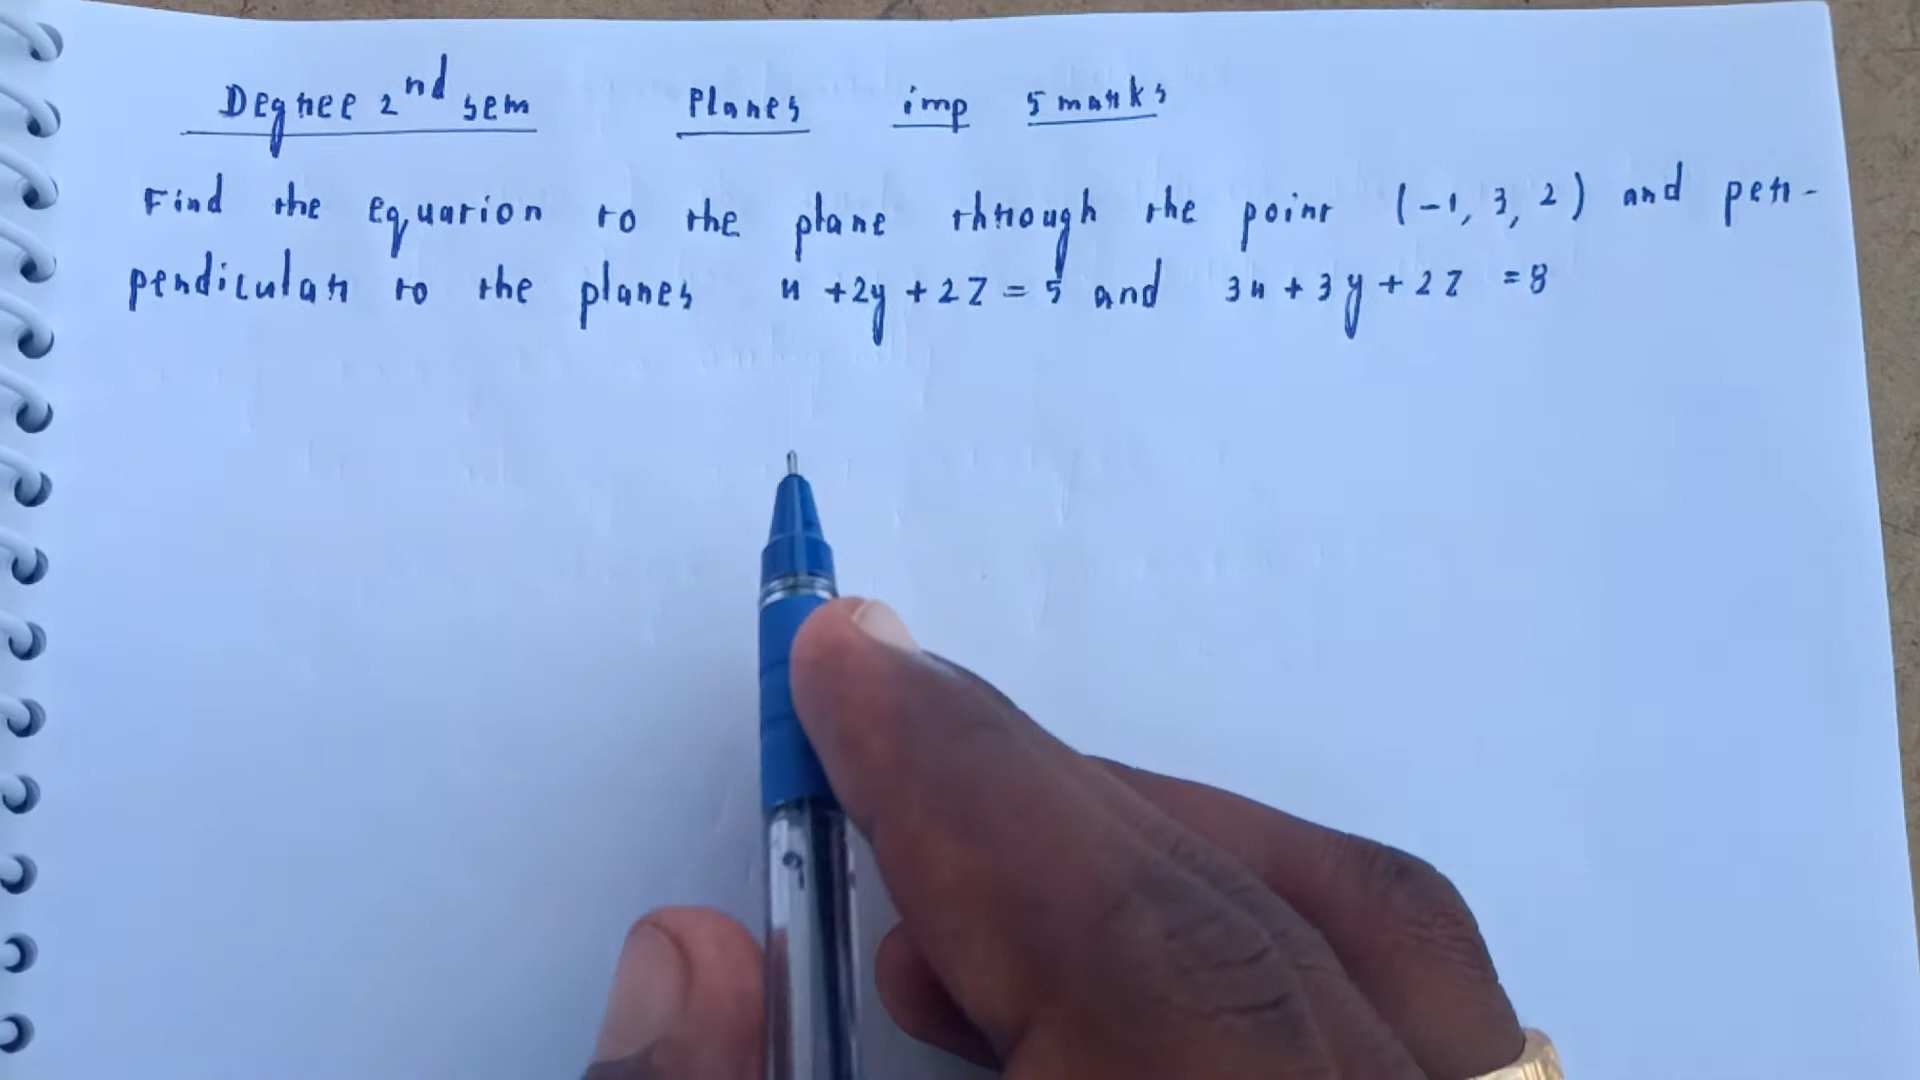 Degree 2nd sem Planes imp 5 marks
Find the equation to the plane through the point (-1, 3, 2) and per-
pendicular to the planes x + 2y + 2z = 5 and 3x + 3y + 2z = 8